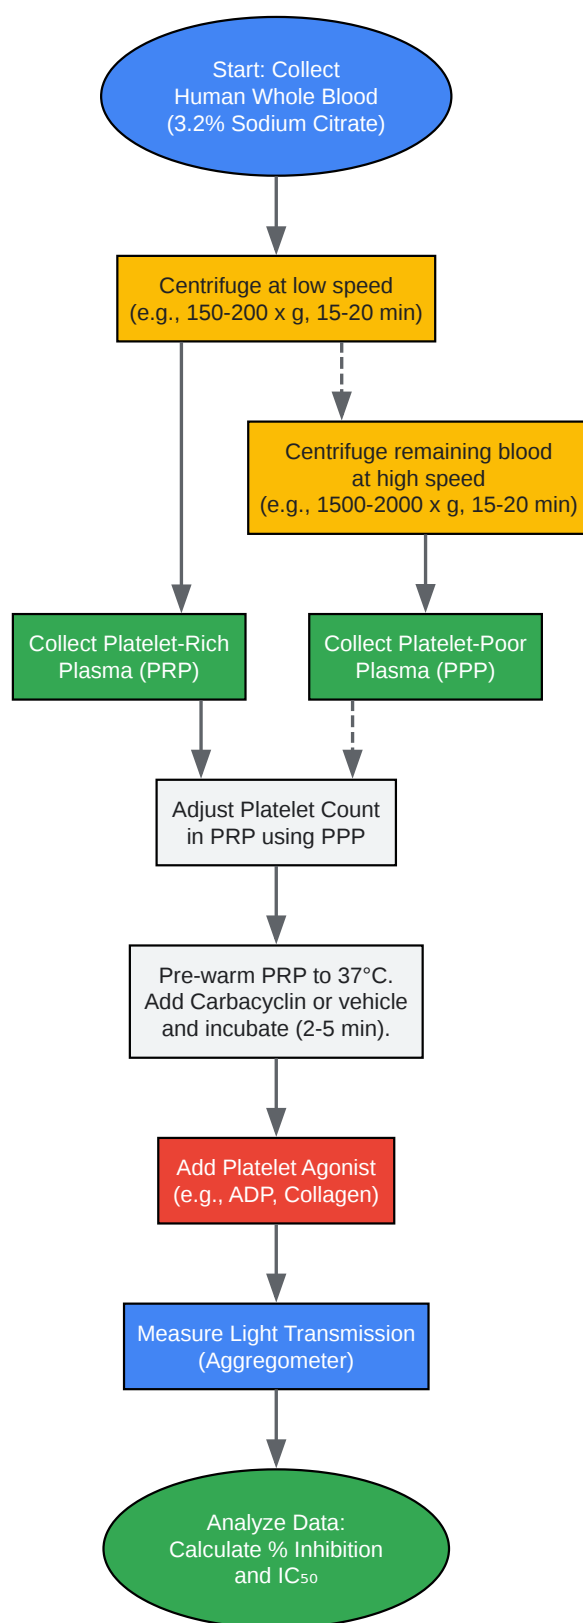 Start: Collect
Human Whole Blood
(3.2% Sodium Citrate)
Centrifuge at low speed
(e.g., 150-200 x g, 15-20 min)
Centrifuge remaining blood
at high speed
(e.g., 1500-2000 x g, 15-20 min)
Collect Platelet-Rich
Plasma (PRP)
Collect Platelet-Poor
Plasma (PPP)
Adjust Platelet Count
in PRP using PPP
Pre-warm PRP to 37°C.
Add Carbacyclin or vehicle
and incubate (2-5 min).
Add Platelet Agonist
(e.g., ADP, Collagen)
Measure Light Transmission
(Aggregometer)
Analyze Data:
Calculate % Inhibition
and IC₅₀